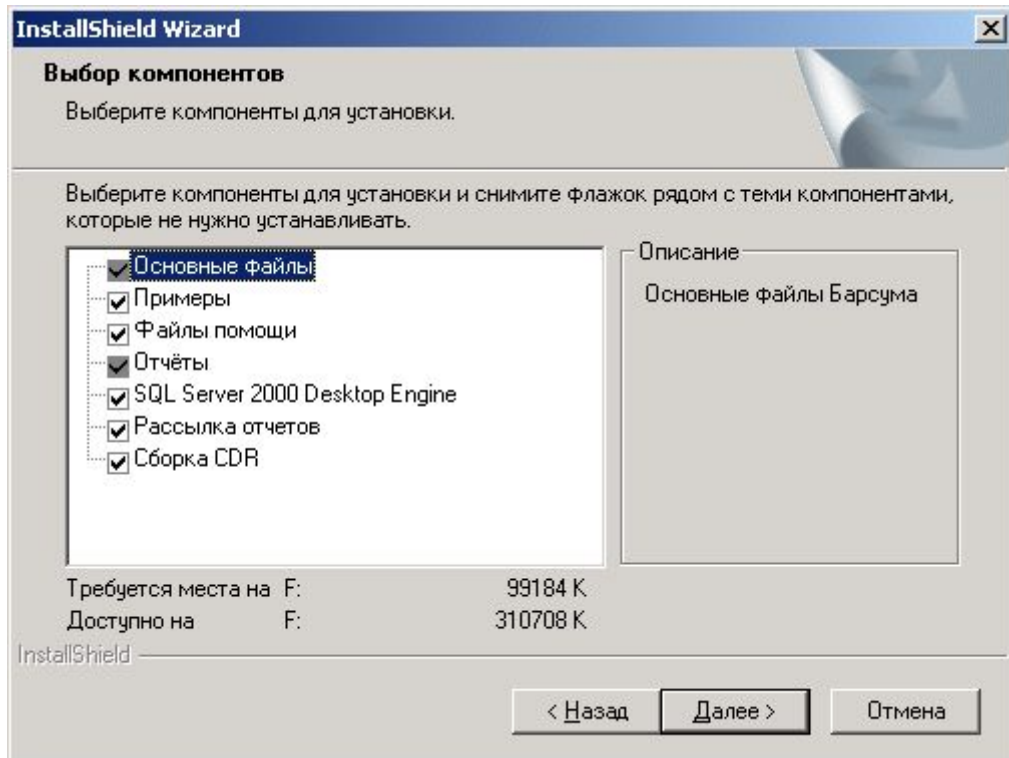 InstallShield Wizard
Выбор компонентов
Выберите компоненты для установки.
Выберите компоненты для установки и снимите флажок рядом с теми компонентами,
которые не нужно устанавливать.
Основные файлы
Примеры
Файлы помощи
Отчёты
SQL Server 2000 Desktop Engine
Рассылка отчетов
Сборка CDR
Описание
Основные файлы Барсума
Требуется места на F: 99184 K
Доступно на F: 310708 K
InstallShield
< Назад Далее > Отмена